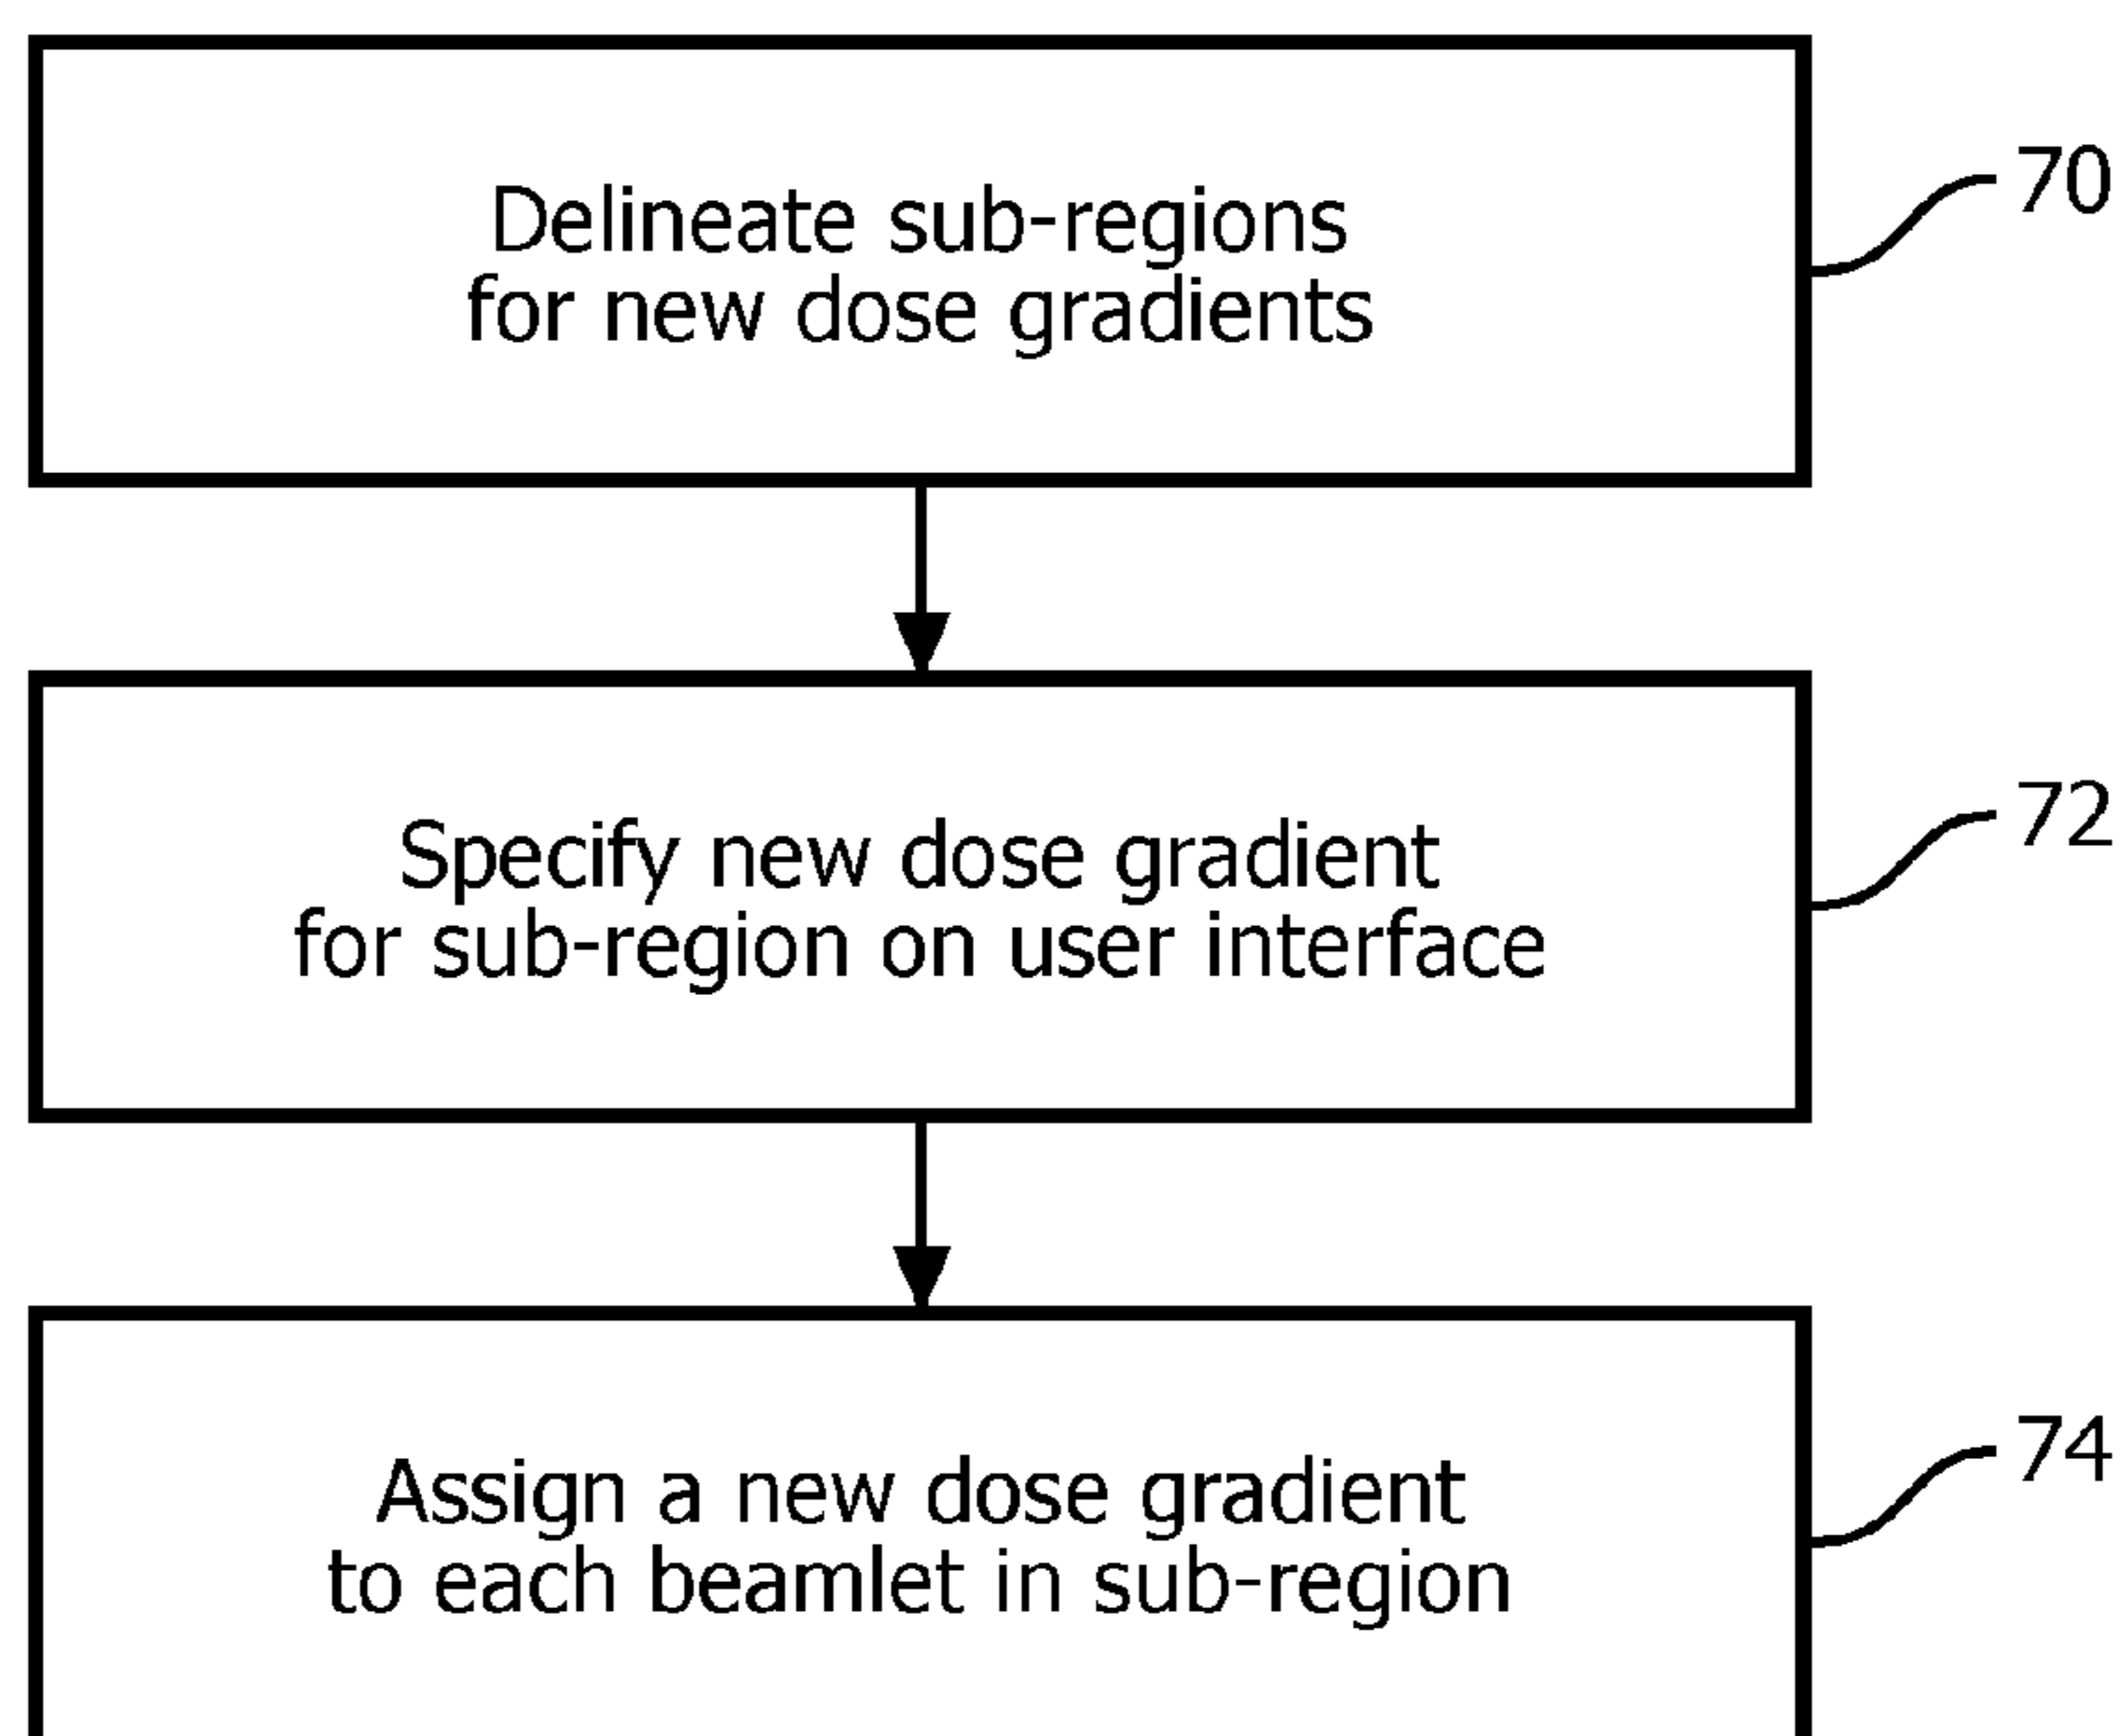 Delineate sub-regions
for new dose gradients
70
Specify new dose gradient
for sub-region on user interface
72
Assign a new dose gradient
to each beamlet in sub-region
74